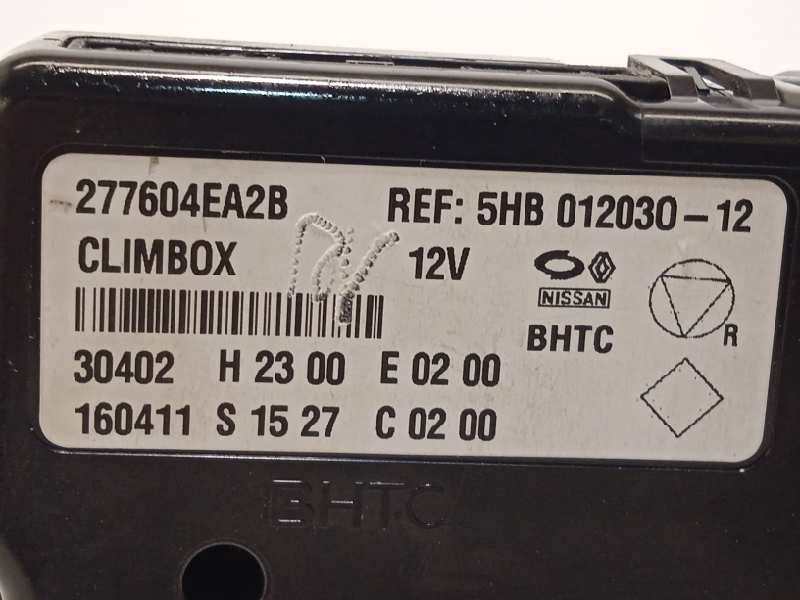 277604EA2B REF: 5HB 012030-12
CLIMBOX 12V
NISSAN
BHTC
R
30402 H 23 00 E 02 00
160411 S 15 27 C 02 00
BHTC